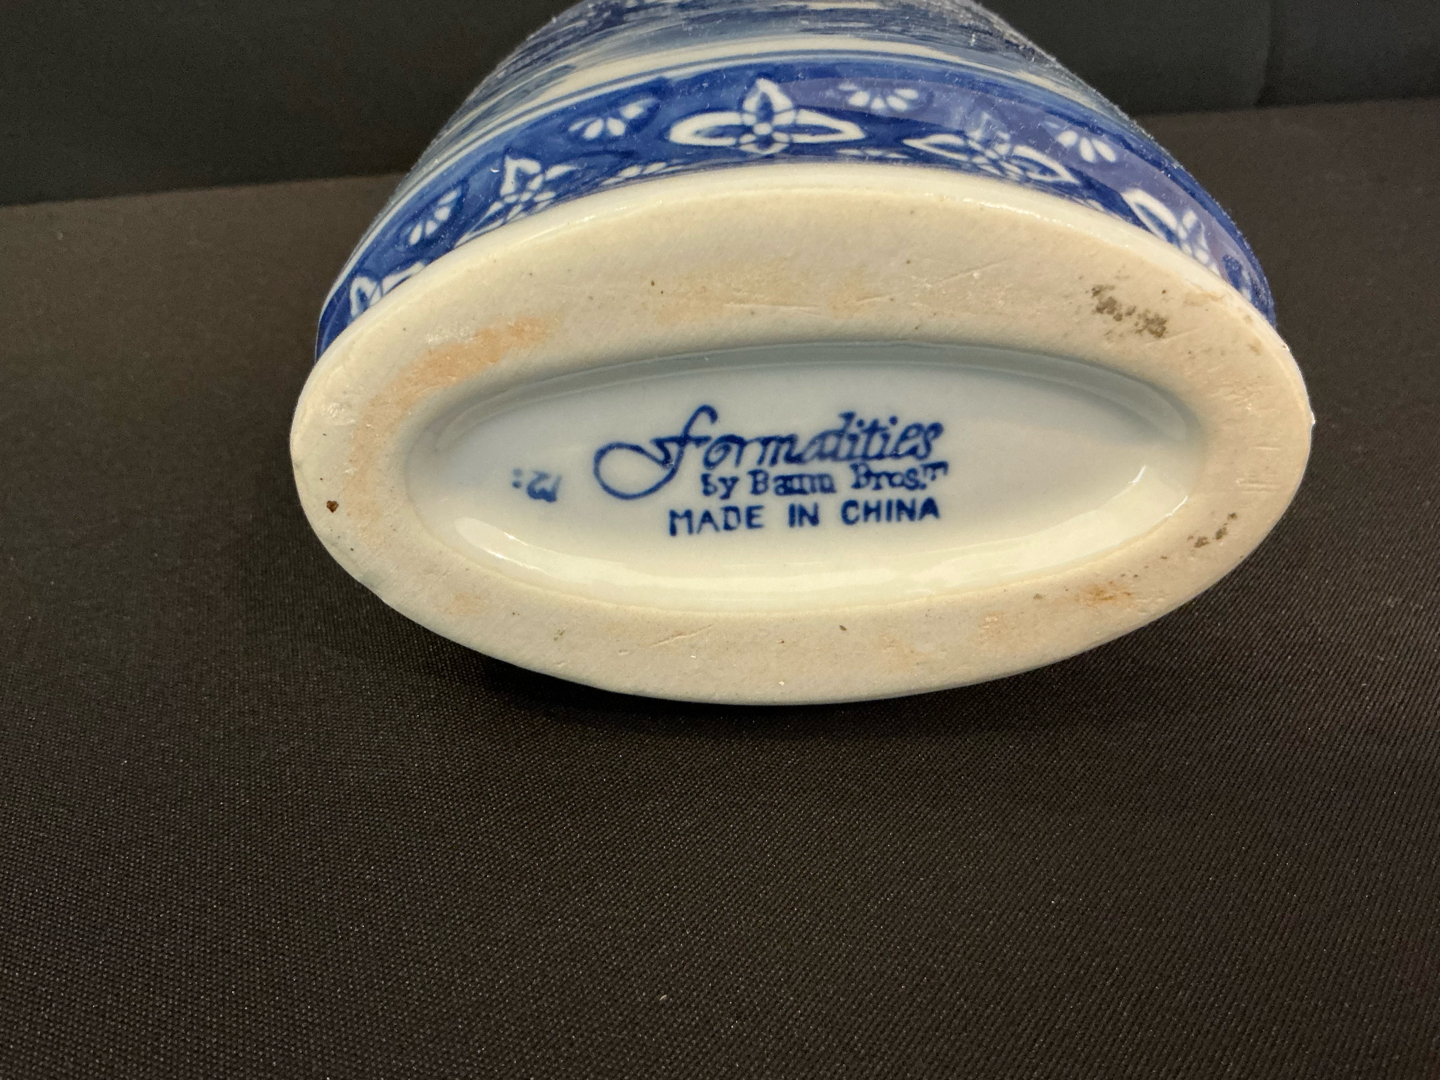 Formalities
by Baum Bros.™
MADE IN CHINA